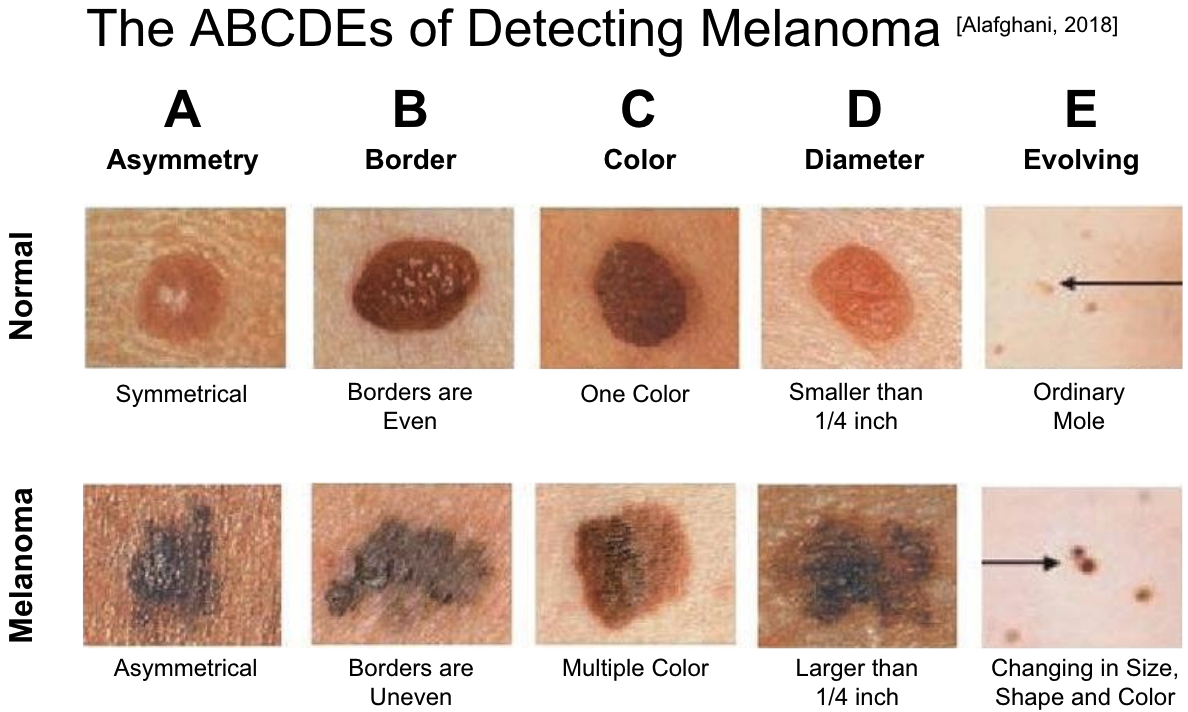 The ABCDEs of Detecting Melanoma [Alafghani, 2018]
A B C D E
Asymmetry Border Color Diameter Evolving
Normal
Symmetrical
Borders are
Even
One Color
Smaller than
1/4 inch
Ordinary
Mole
Melanoma
Asymmetrical
Borders are
Uneven
Multiple Color
Larger than
1/4 inch
Changing in Size,
Shape and Color